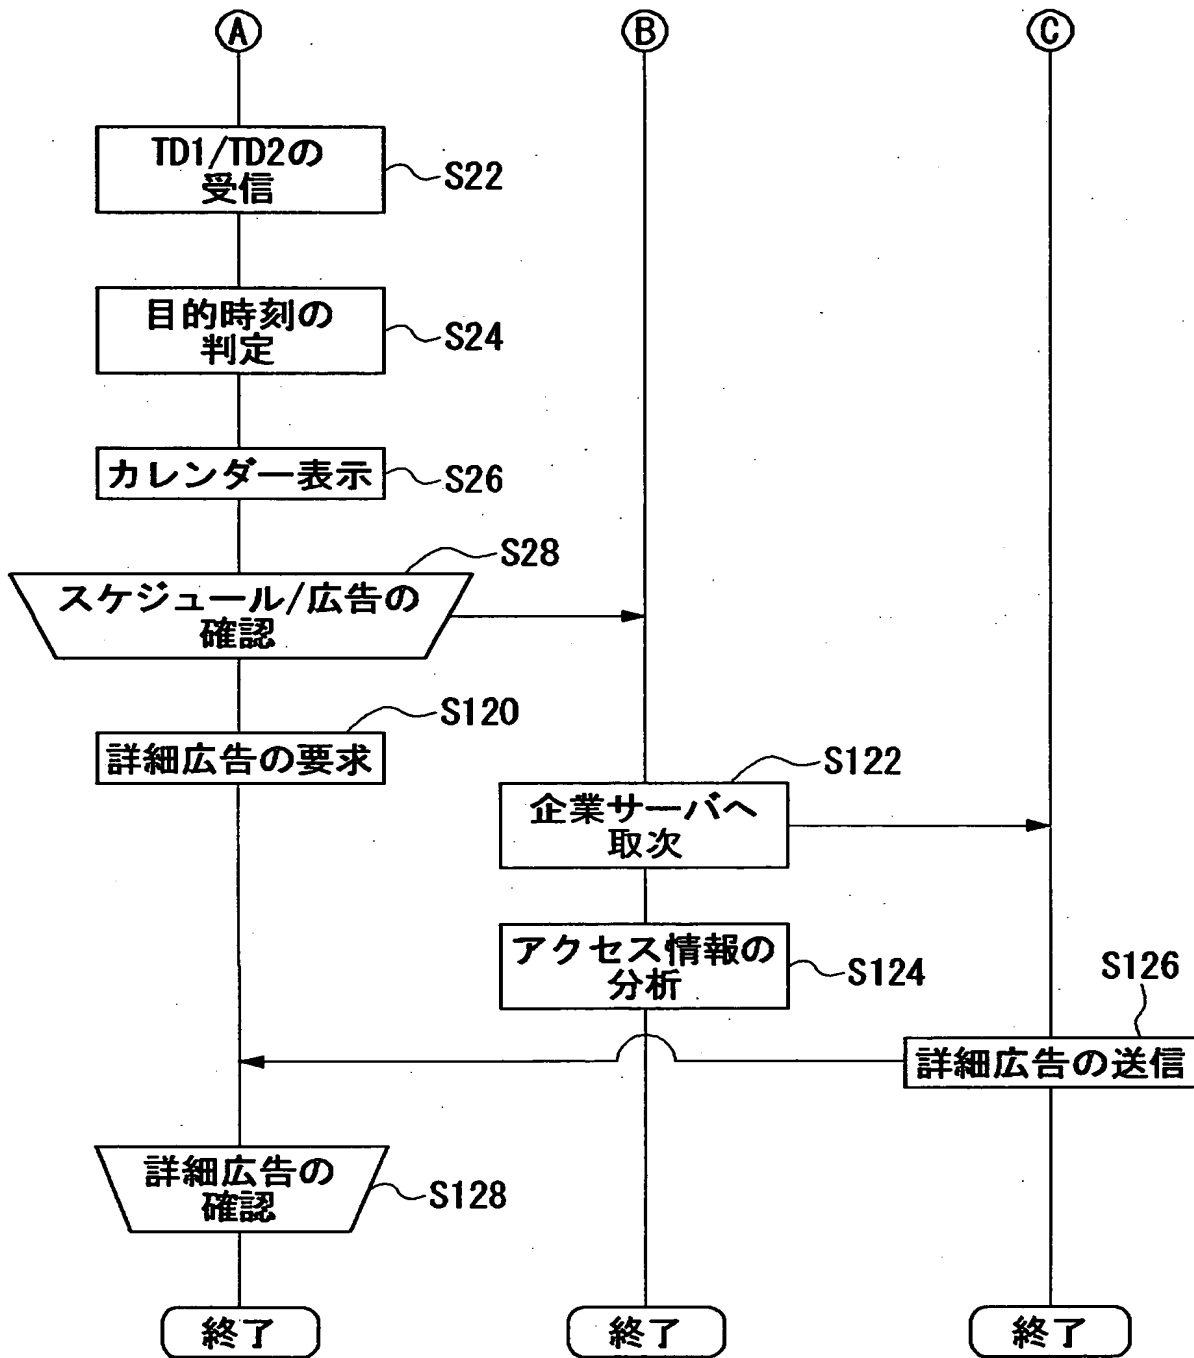 A
B
C
TD1/TD2の
受信
S22
目的時刻の
判定
S24
カレンダー表示
S26
S28
スケジュール/広告の
確認
S120
詳細広告の要求
S122
企業サーバへ
取次
アクセス情報の
分析
S124
S126
詳細広告の送信
詳細広告の
確認
S128
終了
終了
終了